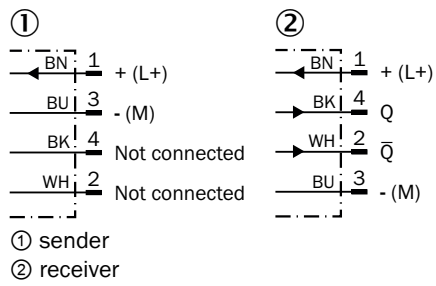 ① ②
BN 1 + (L+)
BU 3 - (M)
BK 4 Not connected
WH 2 Not connected
BN 1 + (L+)
BK 4 Q
WH 2 Q̅
BU 3 - (M)
① sender
② receiver